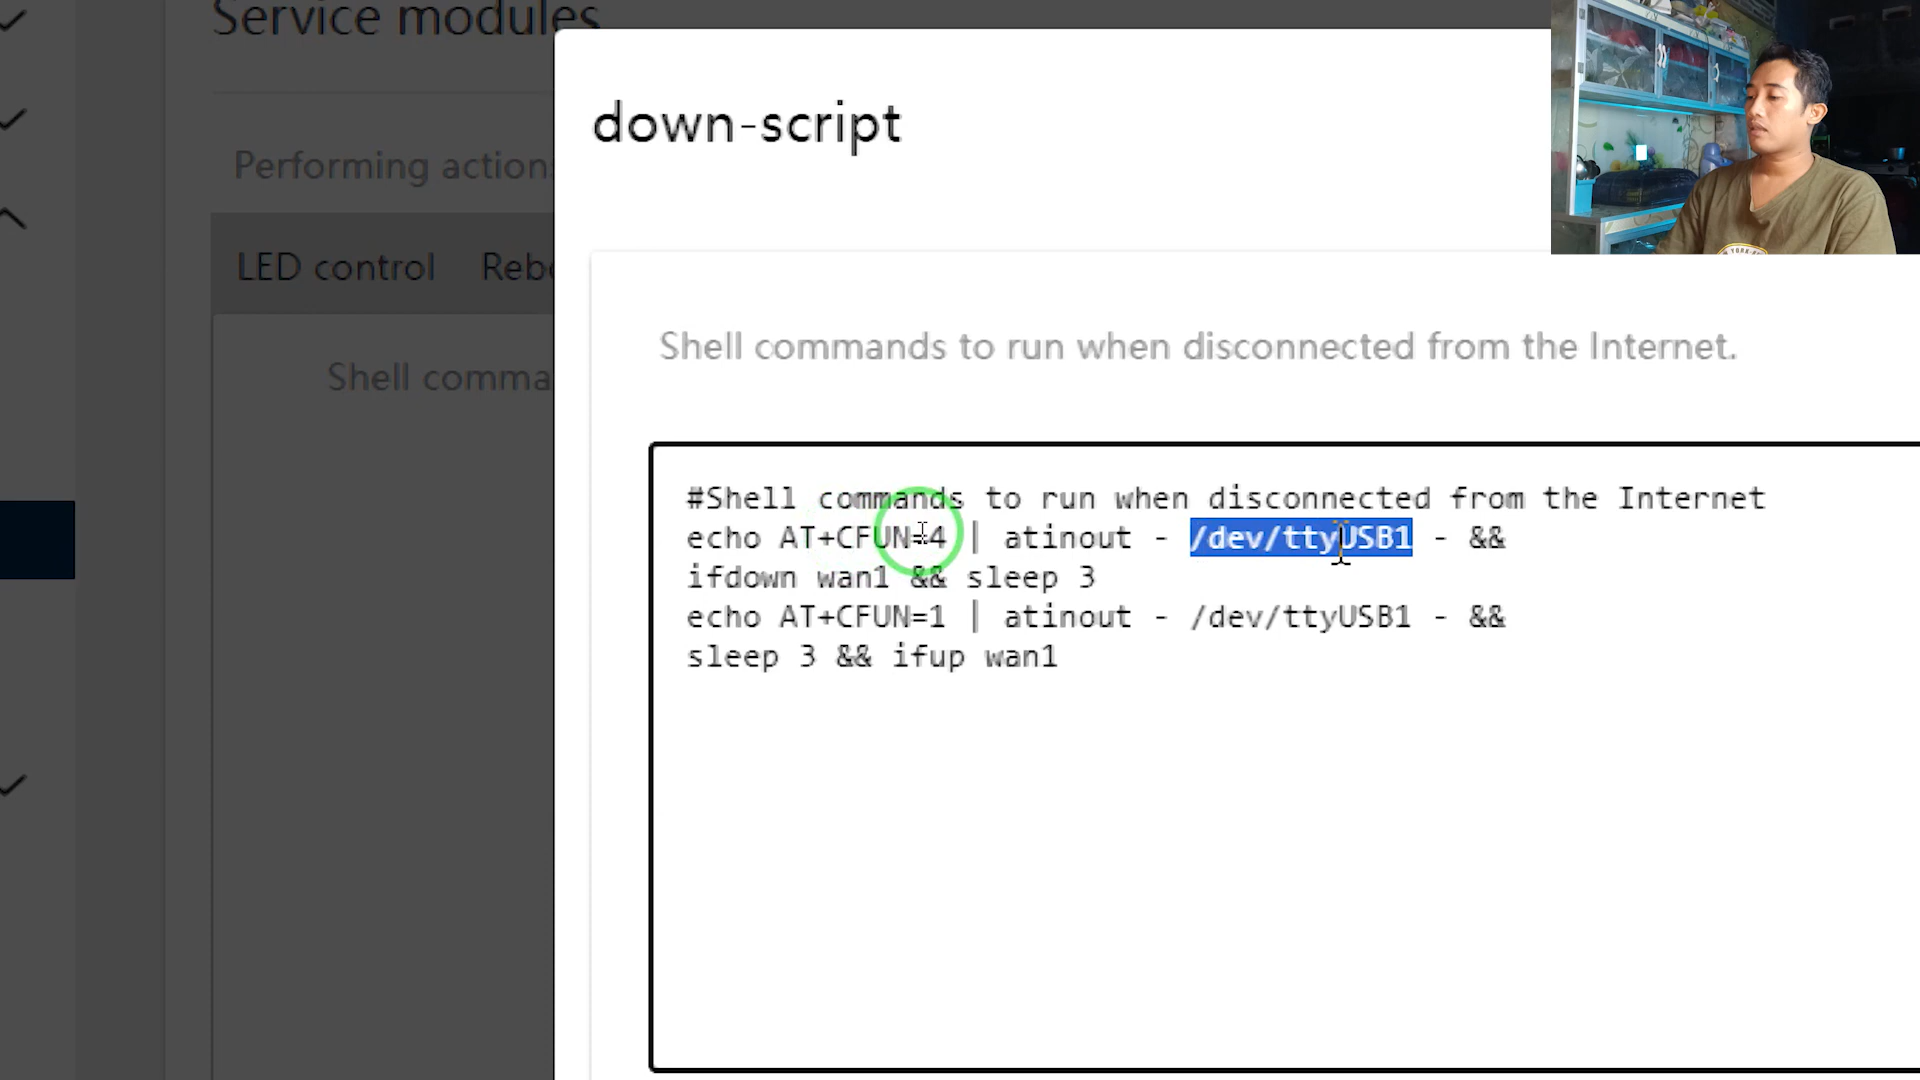 Service modules
down-script
Performing action
LED control
Shell comma
Shell commands to run when disconnected from the Internet.
#Shell commands to run when disconnected from the Internet
echo AT+CFUN=4 | atinout - /dev/ttyUSB1 - &&
ifdown wan1 && sleep 3
echo AT+CFUN=1 | atinout - /dev/ttyUSB1 - &&
sleep 3 && ifup wan1